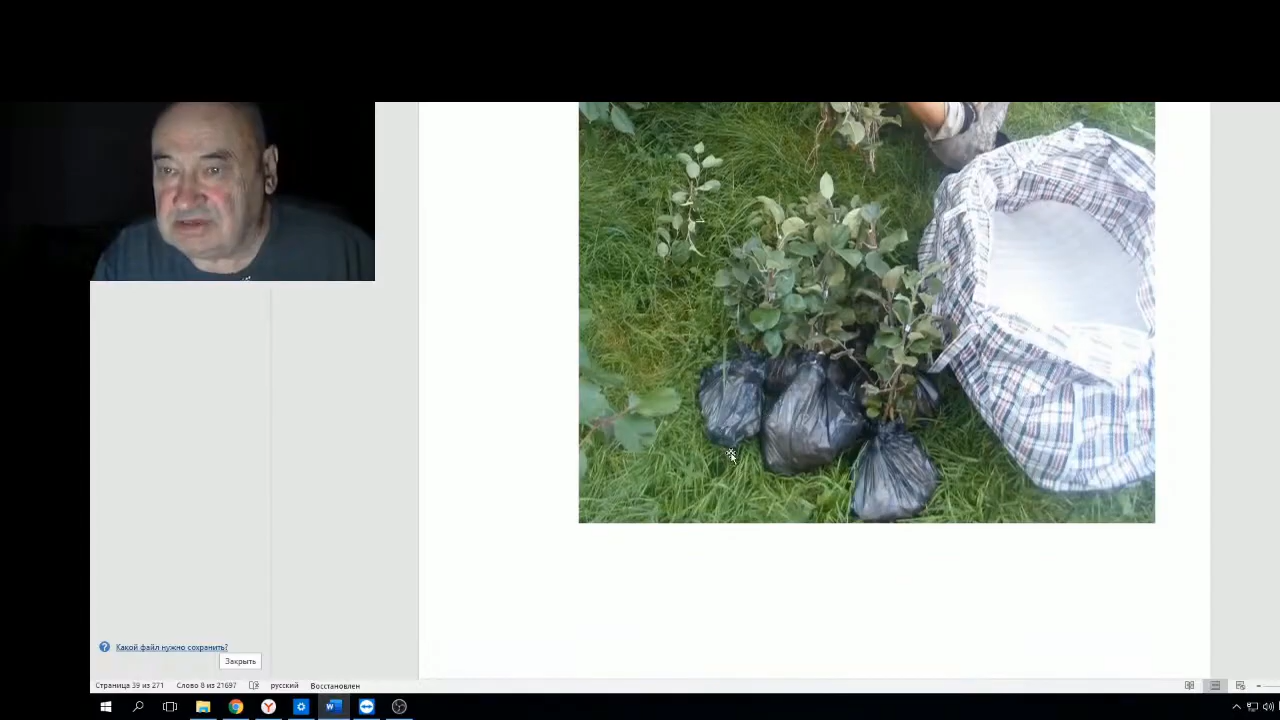 Какой файл нужно сохранить?
Закрыть
Страница 39 из 271 Слово 8 из 21697 русский Восстановлен